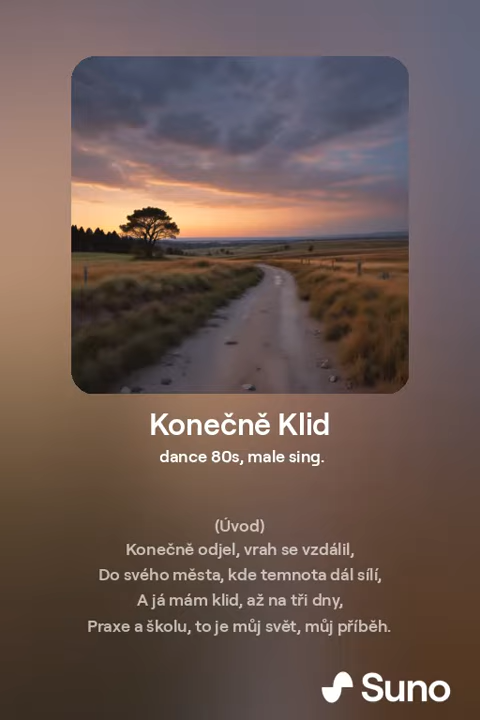 Konečně Klid
dance 80s, male sing.
(Úvod)
Konečně odjel, vrah se vzdálil,
Do svého města, kde temnota dál sílí,
A já mám klid, až na tři dny,
Praxe a školu, to je můj svět, můj příběh.
Suno